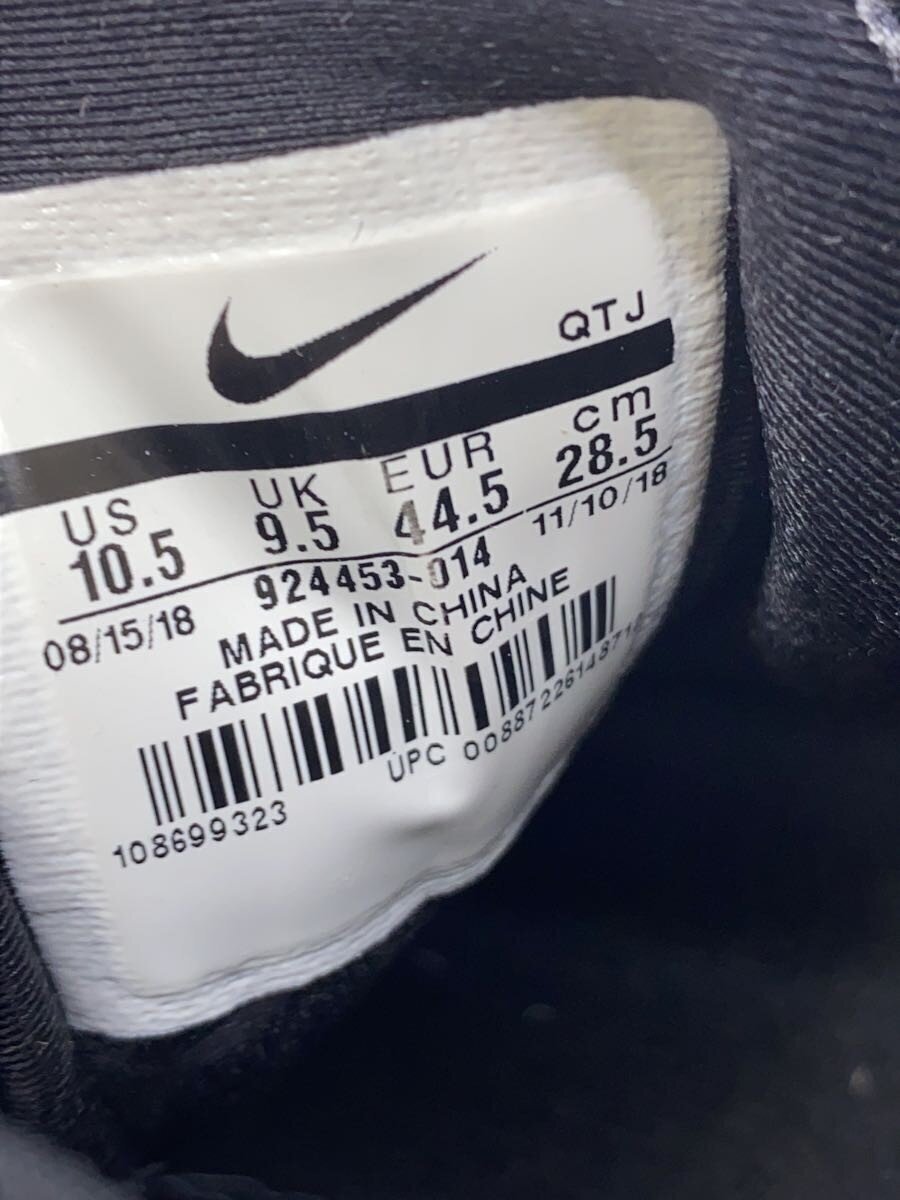 QTJ
US UK EUR cm
10.5 9.5 44.5 28.5
08/15/18 924453-014 11/10/18
MADE IN CHINA
FABRIQUE EN CHINE
108699323 UPC